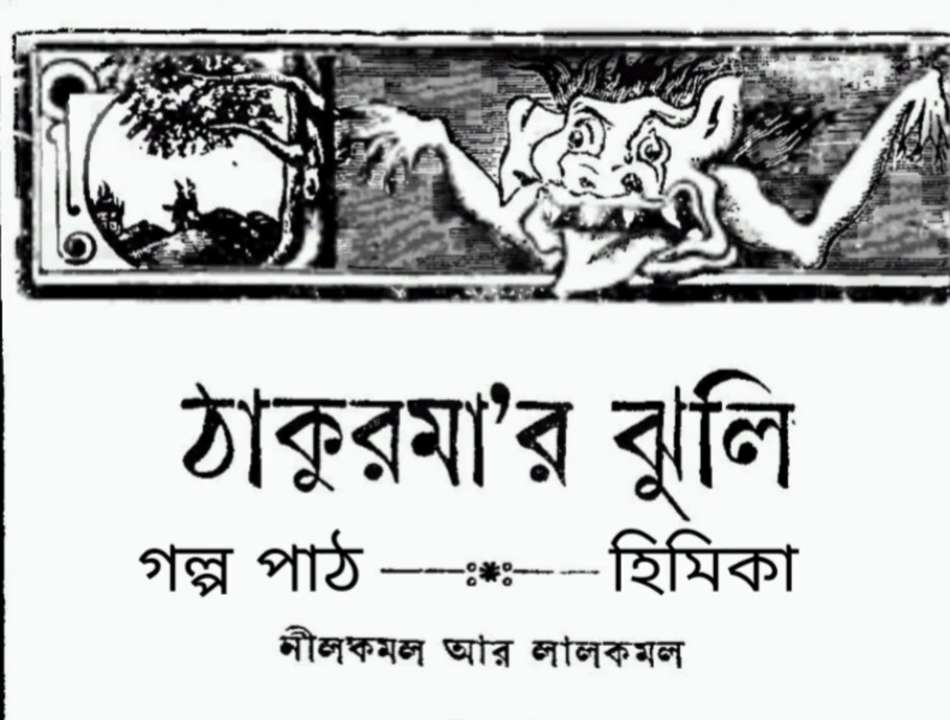 ঠাকুরমা'র ঝুলি
গল্প পাঠ হিমিকা
নীলকমল আর লালকমল